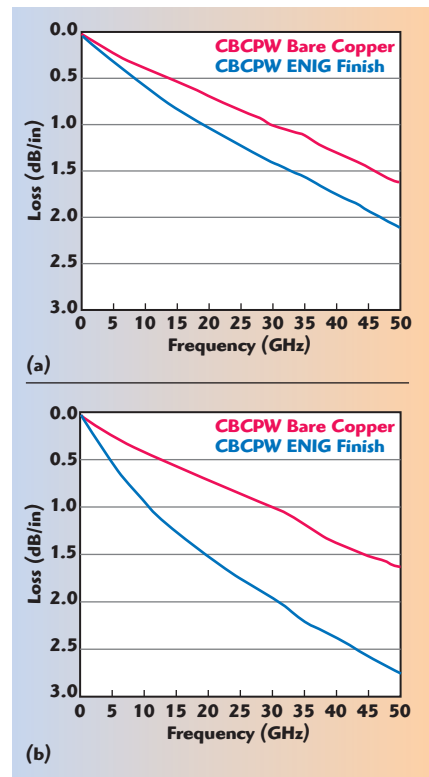 0.0
CBCPW Bare Copper
CBCPW ENIG Finish
0.5
1.0
1.5
2.0
2.5
3.0
Loss (dB/in)
0 5 10 15 20 25 30 35 40 45 50
Frequency (GHz)
(a)
0.0
CBCPW Bare Copper
CBCPW ENIG Finish
0.5
1.0
1.5
2.0
2.5
3.0
Loss (dB/in)
0 5 10 15 20 25 30 35 40 45 50
Frequency (GHz)
(b)